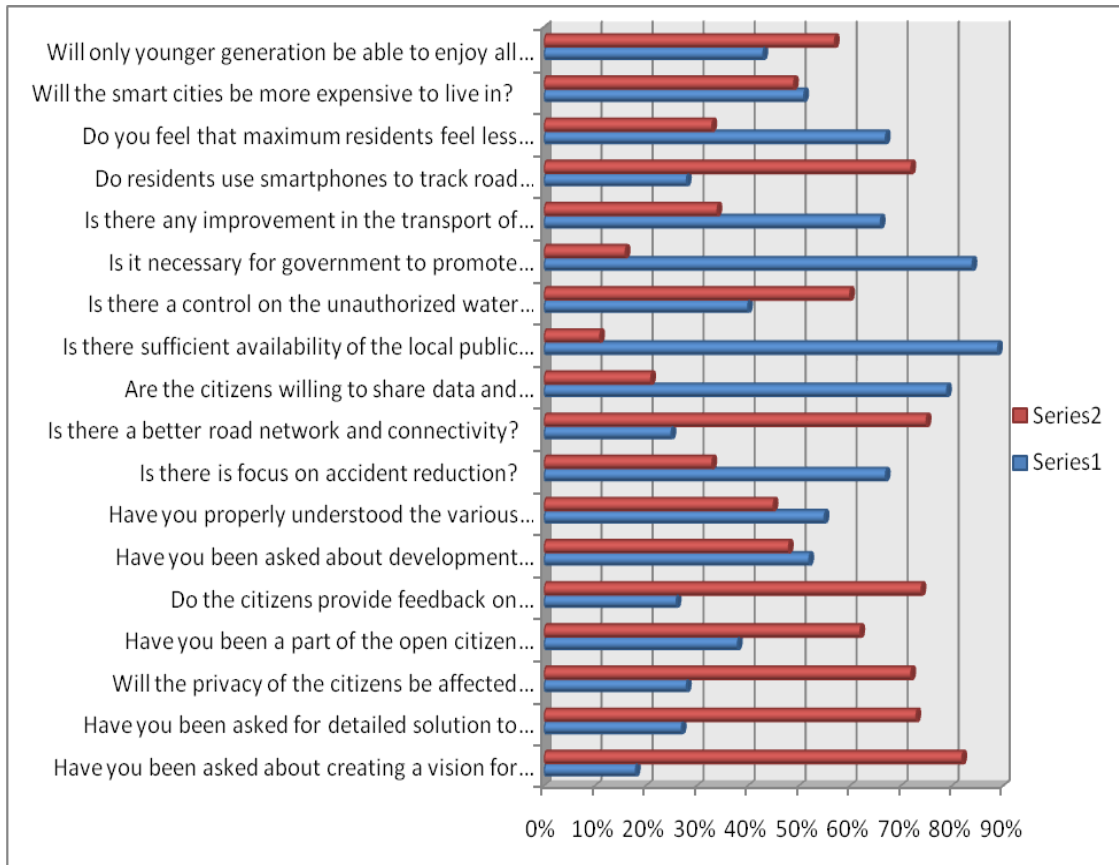 Will only younger generation be able to enjoy all...
Will the smart cities be more expensive to live in?
Do you feel that maximum residents feel less...
Do residents use smartphones to track road...
Is there any improvement in the transport of...
Is it necessary for government to promote...
Is there a control on the unauthorized water...
Is there sufficient availability of the local public...
Are the citizens willing to share data and...
Is there a better road network and connectivity?
Is there is focus on accident reduction?
Have you properly understood the various...
Have you been asked about development...
Do the citizens provide feedback on...
Have you been a part of the open citizen...
Will the privacy of the citizens be affected...
Have you been asked for detailed solution to...
Have you been asked about creating a vision for...
0% 10% 20% 30% 40% 50% 60% 70% 80% 90%
Series2
Series1